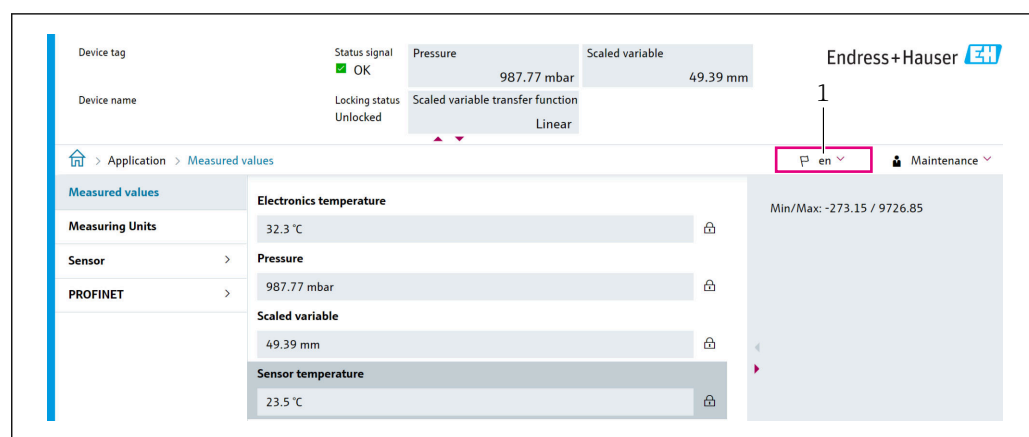 Device tag
Status signal
OK
Pressure
987.77 mbar
Scaled variable
49.39 mm
Endress+Hauser EH
Device name
Locking status
Unlocked
Scaled variable transfer function
Linear
1
> Application > Measured values
en
Maintenance
Measured values
Measuring Units
Sensor >
PROFINET >
Electronics temperature
32.3 °C
Pressure
987.77 mbar
Scaled variable
49.39 mm
Sensor temperature
23.5 °C
Min/Max: -273.15 / 9726.85